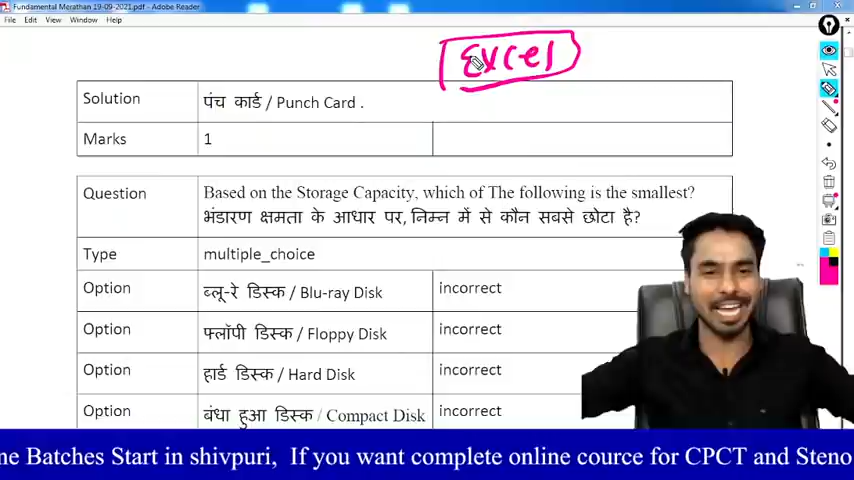 Fundamental Merathan 19-09-2021.pdf - Adobe Reader
File Edit View Window Help
Excel
Solution पंच कार्ड / Punch Card .
Marks 1
Question Based on the Storage Capacity, which of The following is the smallest?
भंडारण क्षमता के आधार पर, निम्न में से कौन सबसे छोटा है?
Type multiple_choice
Option ब्लू-रे डिस्क / Blu-ray Disk incorrect
Option फ्लॉपी डिस्क / Floppy Disk incorrect
Option हार्ड डिस्क / Hard Disk incorrect
Option बंधा हुआ डिस्क / Compact Disk incorrect
ne Batches Start in shivpuri, If you want complete online cource for CPCT and Steno